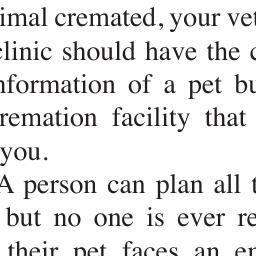 imal cremated, your vet
clinic should have the c
nformation of a pet bu
remation facility that
you.
A person can plan all t
but no one is ever re
their pet faces an em